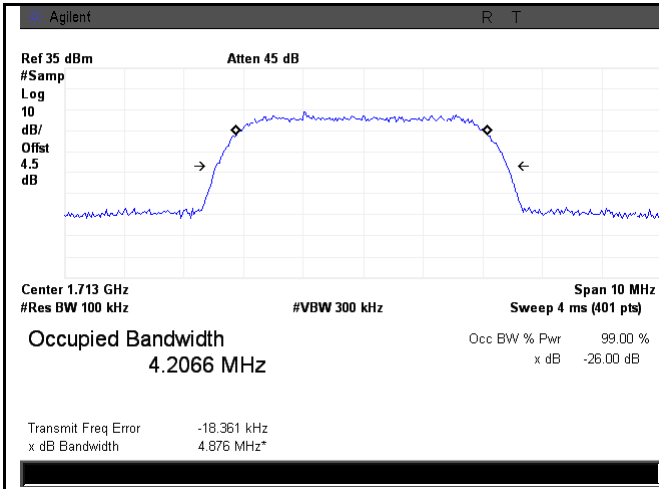 Agilent R T
Ref 35 dBm Atten 45 dB
#Samp
Log
10
dB/
Offset
4.5
dB
Center 1.713 GHz Span 10 MHz
#Res BW 100 kHz #VBW 300 kHz Sweep 4 ms (401 pts)
Occupied Bandwidth Occ BW % Pwr 99.00 %
4.2066 MHz x dB -26.00 dB
Transmit Freq Error -18.361 kHz
x dB Bandwidth 4.876 MHz*